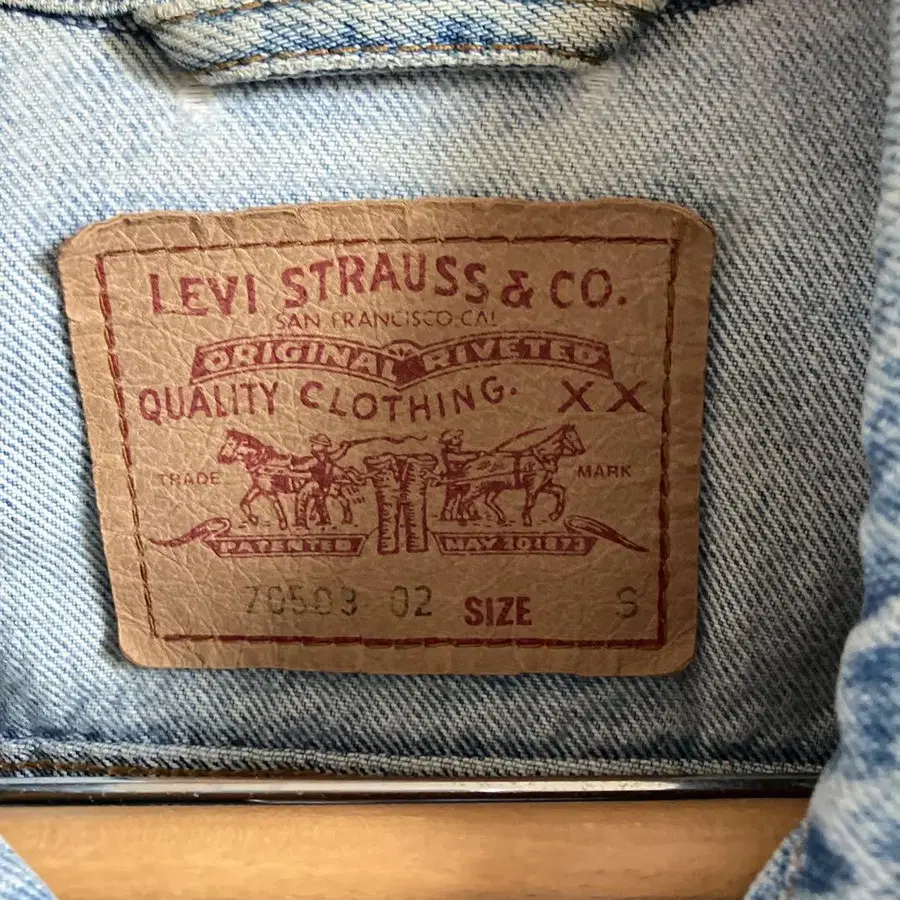 LEVI STRAUSS & CO.
SAN FRANCISCO. CAL
ORIGINAL RIVETED
QUALITY CLOTHING. XX
TRADE MARK
PATENTED MAY 20 1873
70503 02 SIZE S